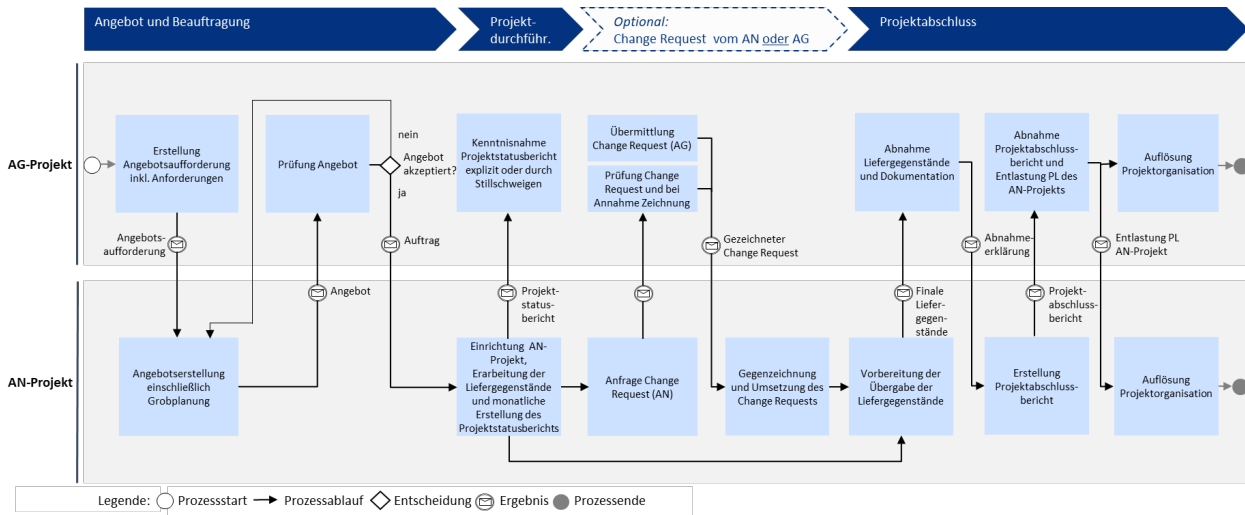 Angebot und Beauftragung
Projekt-
durchführ.
Optional:
Change Request vom AN oder AG
Projektabschluss
AG-Projekt
Erstellung
Angebotsaufforderung
inkl. Anforderungen
Prüfung Angebot
nein
Angebot
akzeptiert?
ja
Kenntnisnahme
Projektstatusbericht
explizit oder durch
Stillschweigen
Übermittlung
Change Request (AG)
Prüfung Change
Request und bei
Annahme Zeichnung
Abnahme
Liefergegenstände
und Dokumentation
Abnahme
Projektabschluss-
bericht und
Entlastung PL des
AN-Projekts
Auflösung
Projektorganisation
Angebots-
aufforderung
Auftrag
Gezeichneter
Change Request
Abnahme-
erklärung
Entlastung PL
AN-Projekt
Angebot
Projekt-
status-
bericht
Finale
Liefer-
gegen-
stände
Projekt-
abschluss-
bericht
AN-Projekt
Angebotserstellung
einschließlich
Grobplanung
Einrichtung AN-
Projekt,
Erarbeitung der
Liefergegenstände
und monatliche
Erstellung des
Projektstatusberichts
Anfrage Change
Request (AN)
Gegenzeichnung
und Umsetzung des
Change Requests
Vorbereitung der
Übergabe der
Liefergegenstände
Erstellung
Projektabschluss-
bericht
Auflösung
Projektorganisation
Legende: Prozessstart Prozessablauf Entscheidung Ergebnis Prozessende